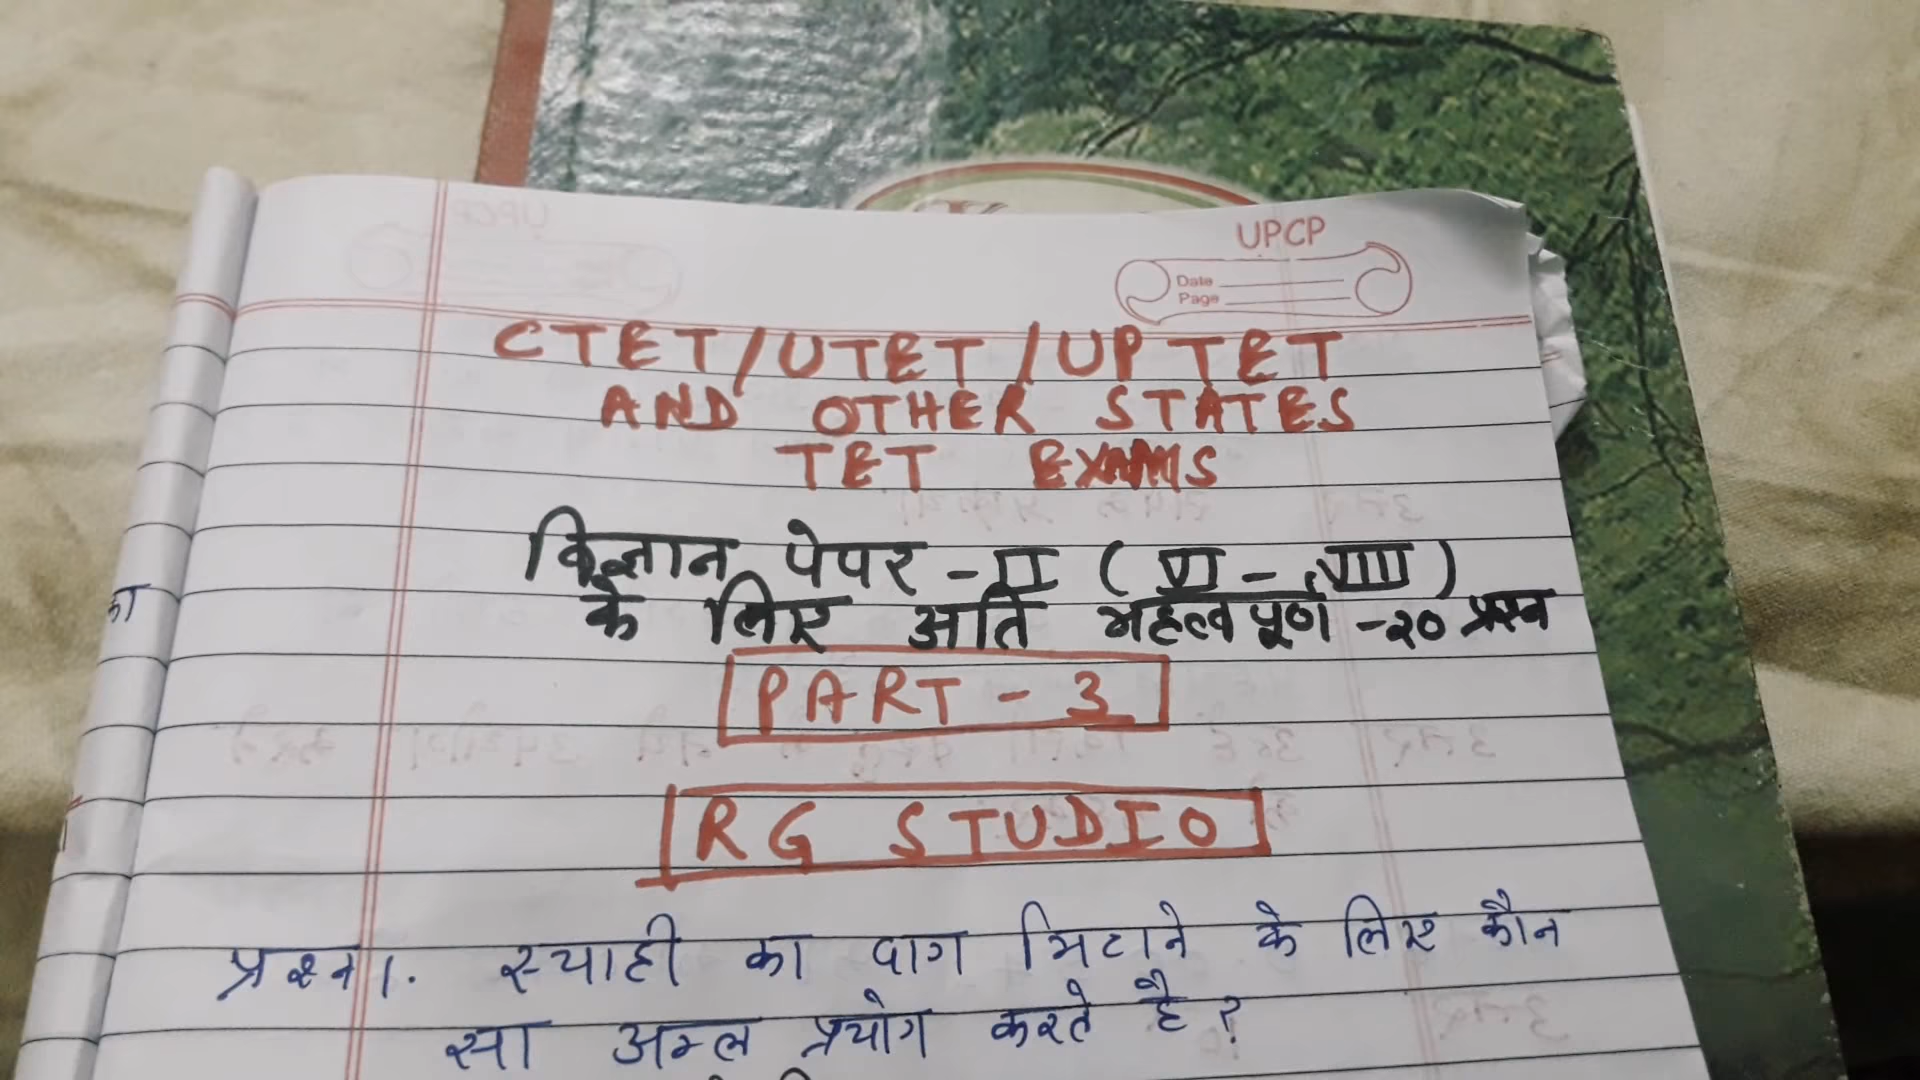 UPCP
Date
Page
CTET/UTET/UPTET
AND OTHER STATES
TET EXAMS
विज्ञान पेपर - II ( VI - VIII )
के लिए अति महत्वपूर्ण - २० प्रश्न
PART - 3
RG STUDIO
प्रश्न 1. स्याही का दाग मिटाने के लिए कौन
सा अम्ल प्रयोग करते है ?
का